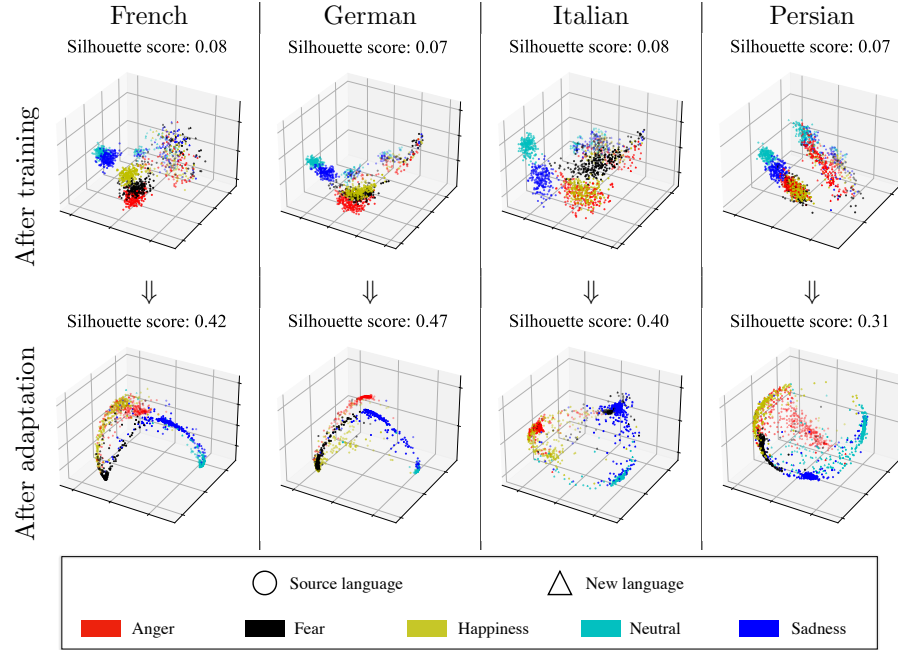 French German Italian Persian
Silhouette score: 0.08 Silhouette score: 0.07 Silhouette score: 0.08 Silhouette score: 0.07
After training
⇓ ⇓ ⇓ ⇓
Silhouette score: 0.42 Silhouette score: 0.47 Silhouette score: 0.40 Silhouette score: 0.31
After adaptation
Source language New language
Anger Fear Happiness Neutral Sadness